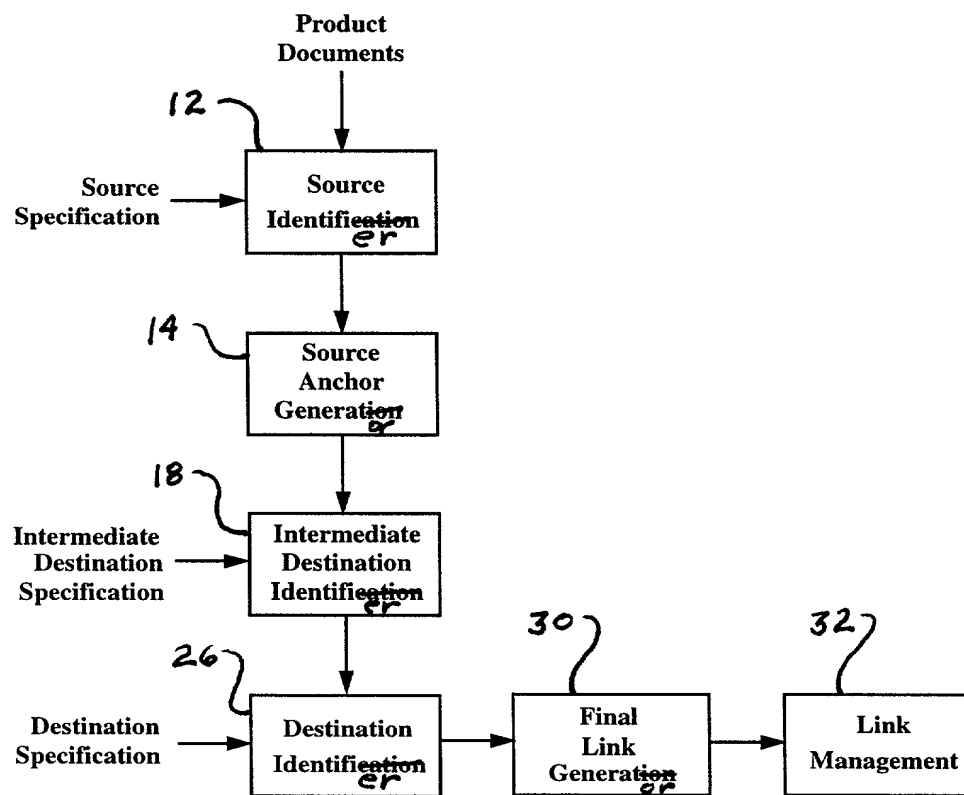 Product
Documents
12
Source
Specification
Source
Identification
er
14
Source
Anchor
Generation
or
18
Intermediate
Destination
Specification
Intermediate
Destination
Identification
er
26
Destination
Specification
Destination
Identification
er
30
Final
Link
Generation
or
32
Link
Management